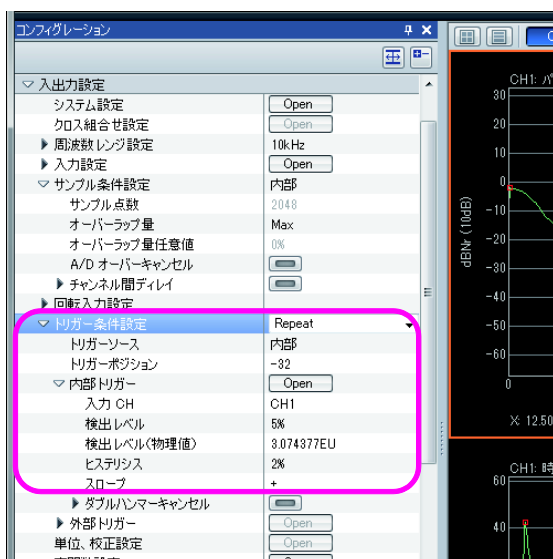 コンフィグレーション
▽ 入出力設定
システム設定 Open
クロス組合せ設定 Open
▶ 周波数レンジ設定 10kHz
▶ 入力設定 Open
▽ サンプル条件設定 内部
サンプル点数 2048
オーバーラップ量 Max
オーバーラップ量任意値 0%
A/D オーバーキャンセル
▶ チャンネル間ディレイ
▶ 回転入力設定
▽ トリガー条件設定 Repeat
トリガーソース 内部
トリガーポジション -32
▽ 内部トリガー Open
入力 CH CH1
検出レベル 5%
検出レベル(物理値) 3.074377EU
ヒステリシス 2%
スロープ +
▶ ダブルハンマーキャンセル
▶ 外部トリガー Open
単位、校正設定 Open
CH1: パ
30
20
10
0
-10
-20
-30
-40
-50
-60
dBNr (10dB)
0
X: 12.50
CH1: 時
60
40